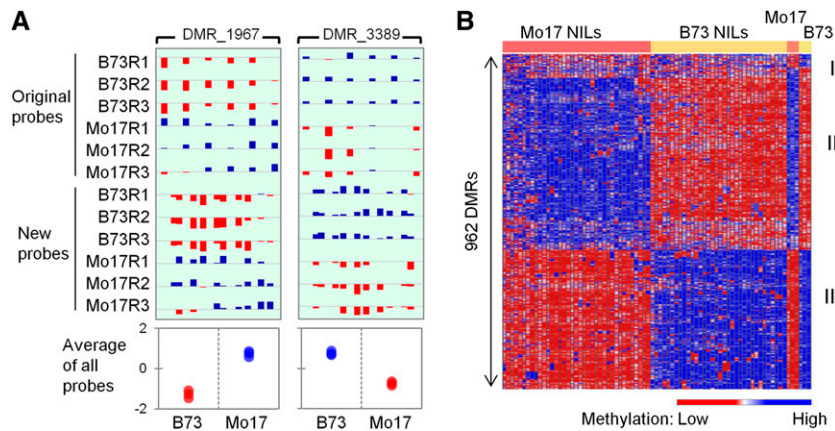 A
DMR_1967
DMR_3389
Original probes
B73R1
B73R2
B73R3
Mo17R1
Mo17R2
Mo17R3
New probes
B73R1
B73R2
B73R3
Mo17R1
Mo17R2
Mo17R3
Average of all probes
2
0
-2
B73
Mo17
B73
Mo17
B
Mo17 NILs
B73 NILs
Mo17
B73
962 DMRs
I
II
II
Methylation: Low
High